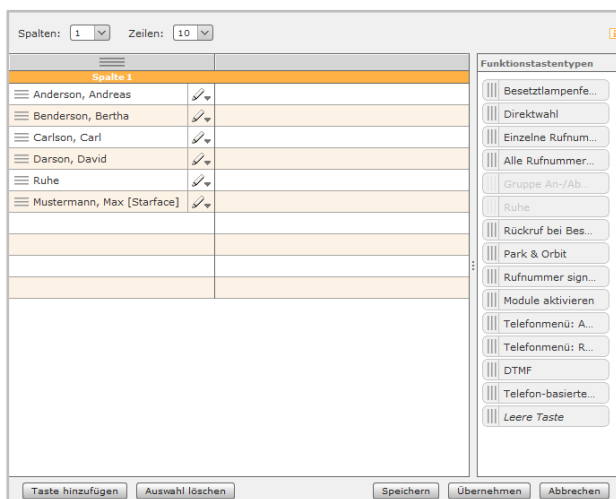 Spalten: 1 Zeilen: 10
Funktionstastentypen
Spalte 1
Anderson, Andreas
Benderson, Bertha
Carlson, Carl
Darson, David
Ruhe
Mustermann, Max [Starface]
Besetztlampenfe...
Direktwahl
Einzelne Rufnum...
Alle Rufnummer...
Gruppe An-/Ab...
Ruhe
Rückruf bei Bes...
Park & Orbit
Rufnummer sign...
Module aktivieren
Telefonmenü: A...
Telefonmenü: R...
DTMF
Telefon-basierte...
Leere Taste
Taste hinzufügen Auswahl löschen Speichern Übernehmen Abbrechen